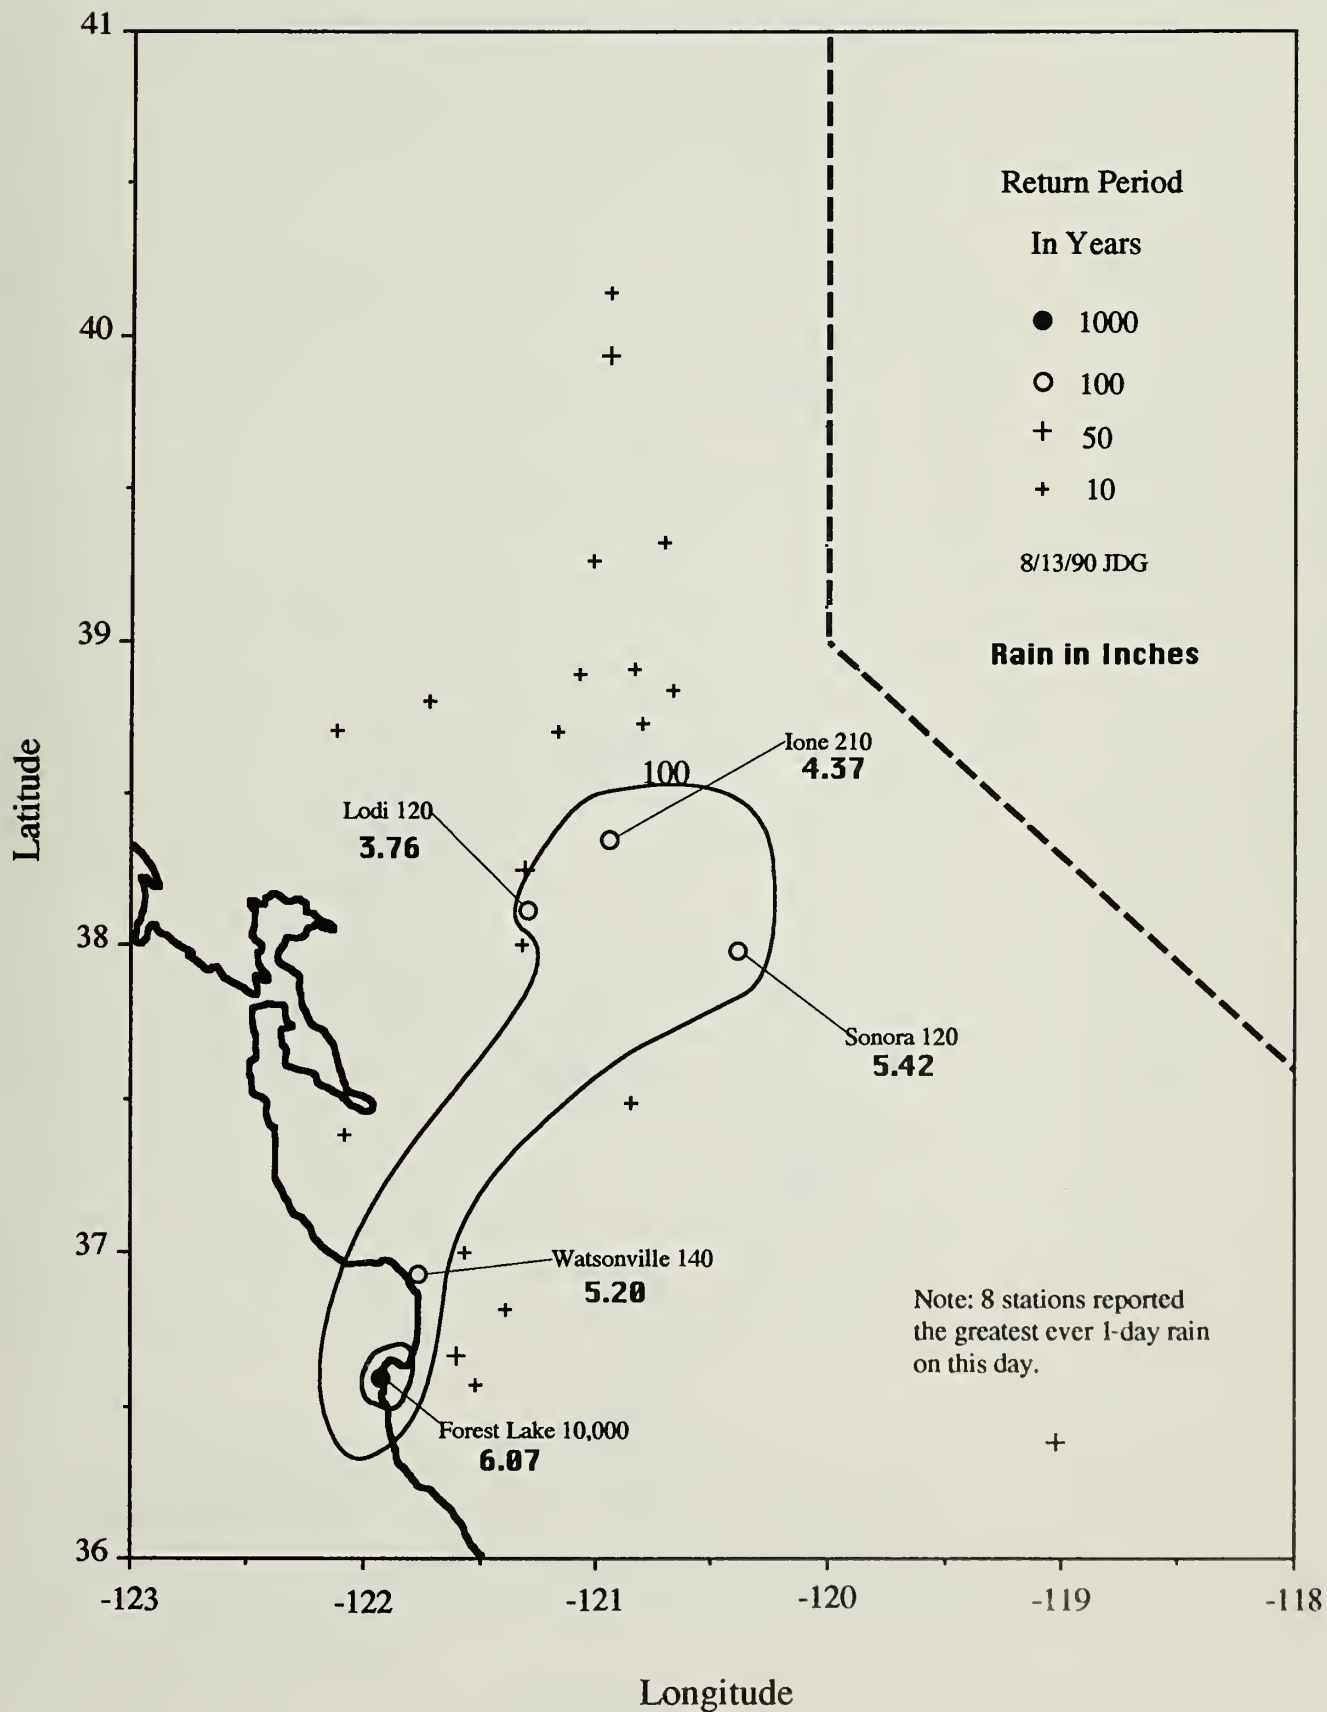 41
40
39
38
37
36
Latitude
Return Period
In Years
1000
100
50
10
8/13/90 JDG
Rain in Inches
Ione 210
4.37
100
Lodi 120
3.76
Sonora 120
5.42
Watsonville 140
5.20
Note: 8 stations reported
the greatest ever 1-day rain
on this day.
Forest Lake 10,000
6.07
-123
-122
-121
-120
-119
-118
Longitude